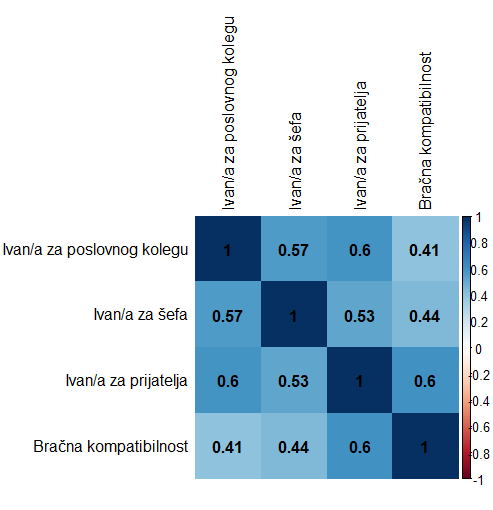 Ivan/a za poslovnog kolegu
Ivan/a za šefa
Ivan/a za prijatelja
Bračna kompatibilnost
Ivan/a za poslovnog kolegu 1 0.57 0.6 0.41
Ivan/a za šefa 0.57 1 0.53 0.44
Ivan/a za prijatelja 0.6 0.53 1 0.6
Bračna kompatibilnost 0.41 0.44 0.6 1
1
0.8
0.6
0.4
0.2
0
-0.2
-0.4
-0.6
-0.8
-1